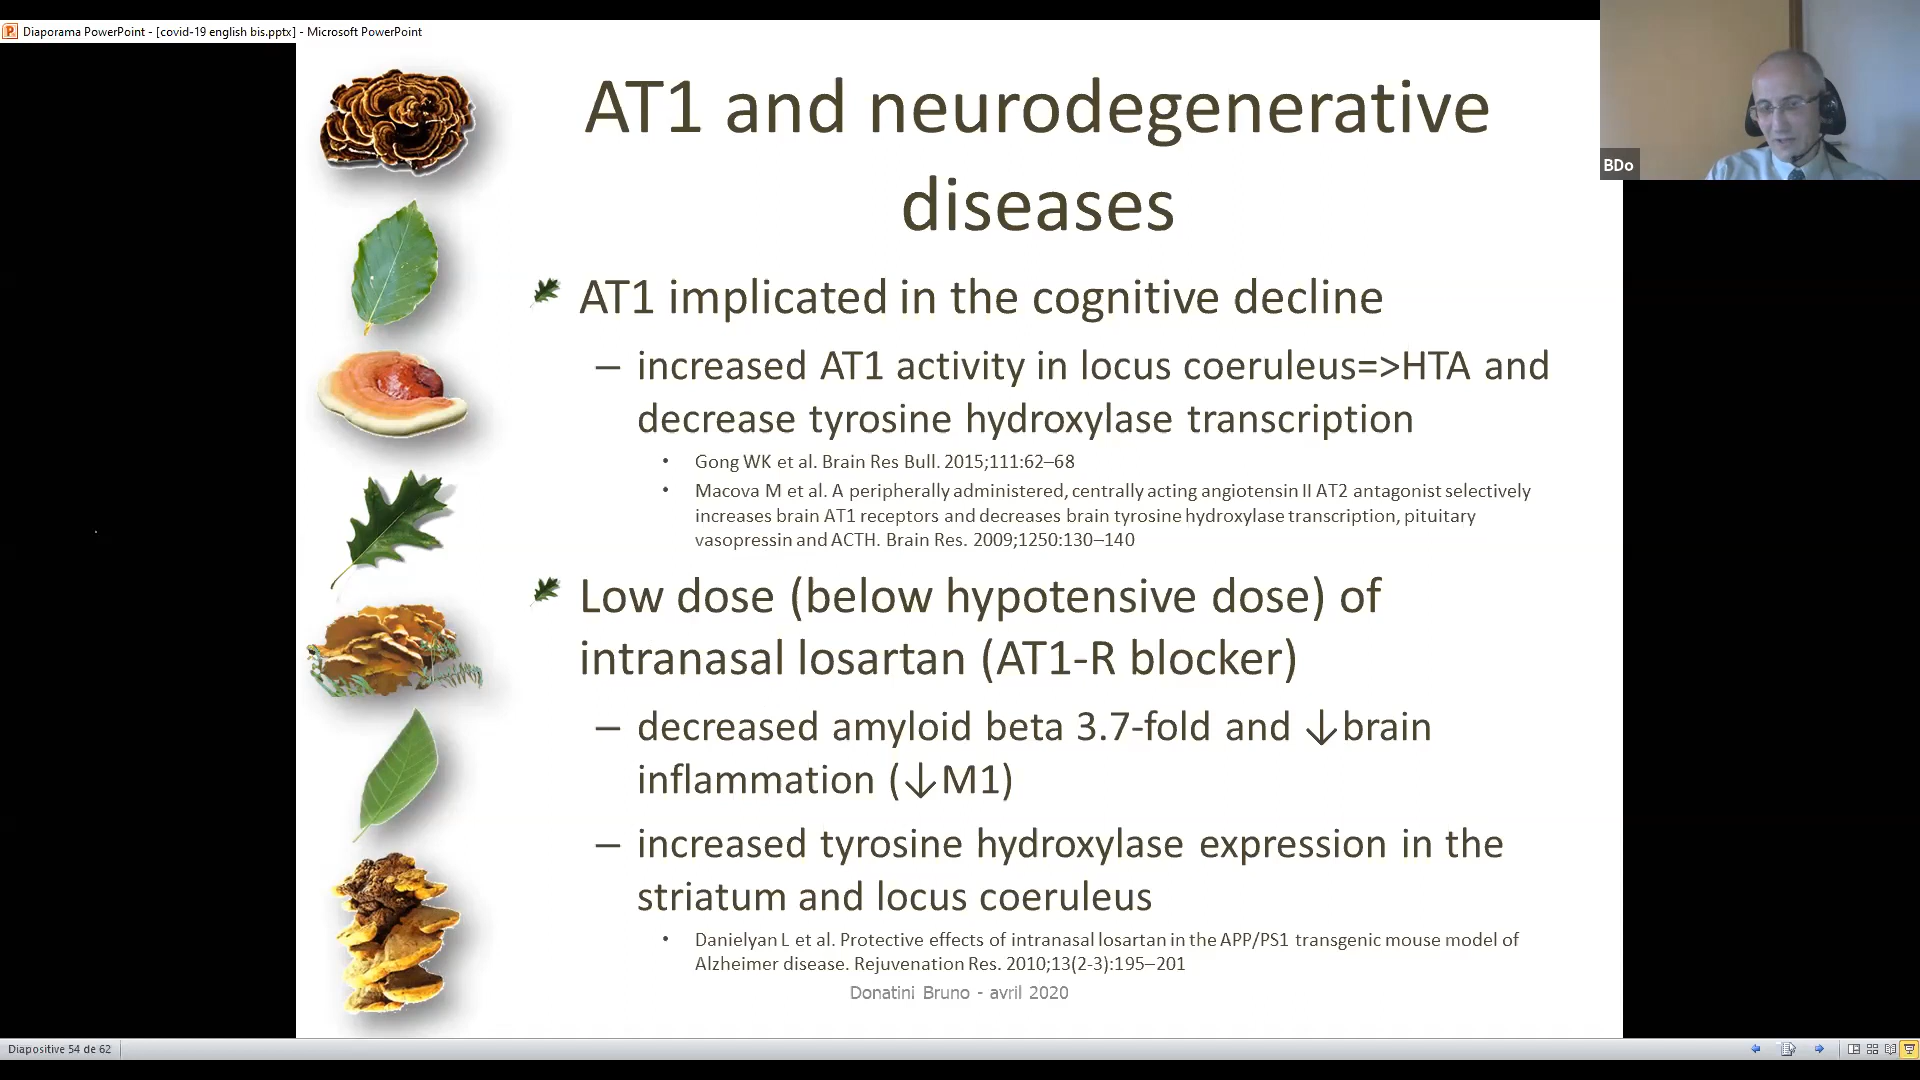 Diaporama PowerPoint - [covid-19 english bis.pptx] - Microsoft PowerPoint
BDo
AT1 and neurodegenerative
diseases
AT1 implicated in the cognitive decline
– increased AT1 activity in locus coeruleus=>HTA and
decrease tyrosine hydroxylase transcription
• Gong WK et al. Brain Res Bull. 2015;111:62–68
• Macova M et al. A peripherally administered, centrally acting angiotensin II AT2 antagonist selectively
increases brain AT1 receptors and decreases brain tyrosine hydroxylase transcription, pituitary
vasopressin and ACTH. Brain Res. 2009;1250:130–140
Low dose (below hypotensive dose) of
intranasal losartan (AT1-R blocker)
– decreased amyloid beta 3.7-fold and ↓brain
inflammation (↓M1)
– increased tyrosine hydroxylase expression in the
striatum and locus coeruleus
• Danielyan L et al. Protective effects of intranasal losartan in the APP/PS1 transgenic mouse model of
Alzheimer disease. Rejuvenation Res. 2010;13(2-3):195–201
Donatini Bruno - avril 2020
Diapositive 54 de 62